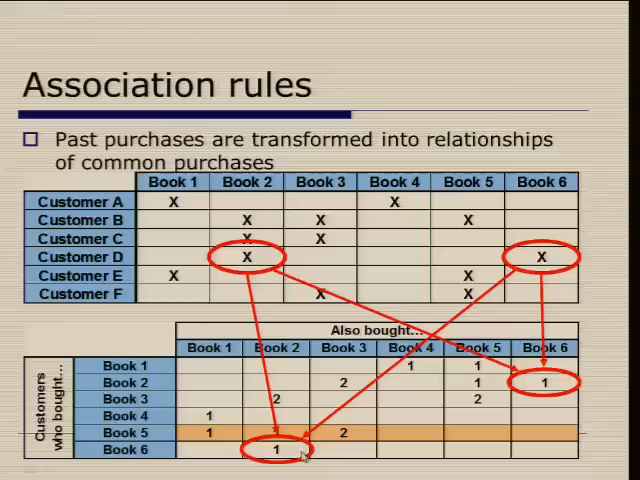 Association rules
Past purchases are transformed into relationships
of common purchases
Book 1 Book 2 Book 3 Book 4 Book 5 Book 6
Customer A X X
Customer B X X X
Customer C X X
Customer D X X
Customer E X X
Customer F X X
Also bought...
Book 1 Book 2 Book 3 Book 4 Book 5 Book 6
Customers
who bought...
Book 1 1 1
Book 2 2 1 1
Book 3 2 2
Book 4 1
Book 5 1 1 2
Book 6 1